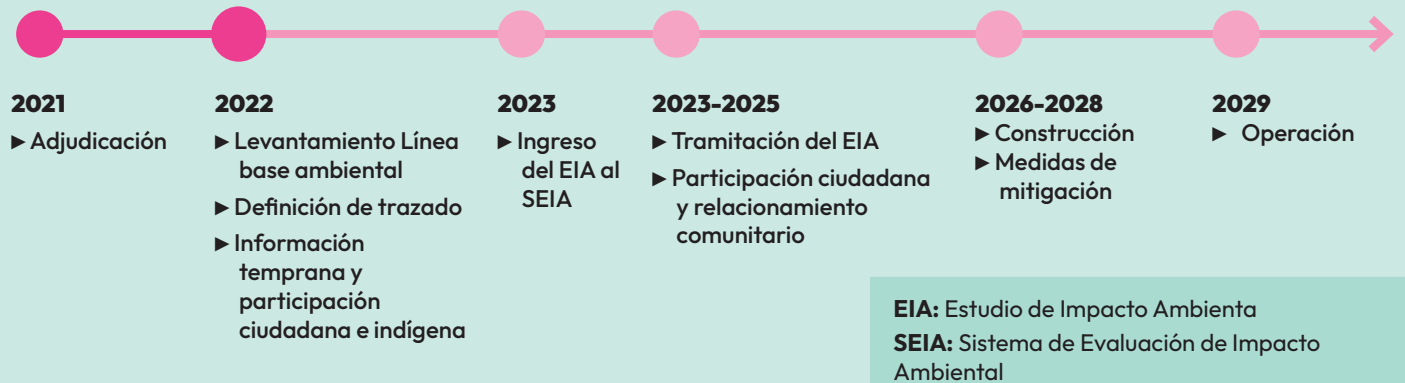 2021
▶ Adjudicación
2022
▶ Levantamiento Línea
base ambiental
▶ Definición de trazado
▶ Información
temprana y
participación
ciudadana e indígena
2023
▶ Ingreso
del EIA al
SEIA
2023-2025
▶ Tramitación del EIA
▶ Participación ciudadana
y relacionamiento
comunitario
2026-2028
▶ Construcción
▶ Medidas de
mitigación
2029
▶ Operación
EIA: Estudio de Impacto Ambienta
SEIA: Sistema de Evaluación de Impacto
Ambiental